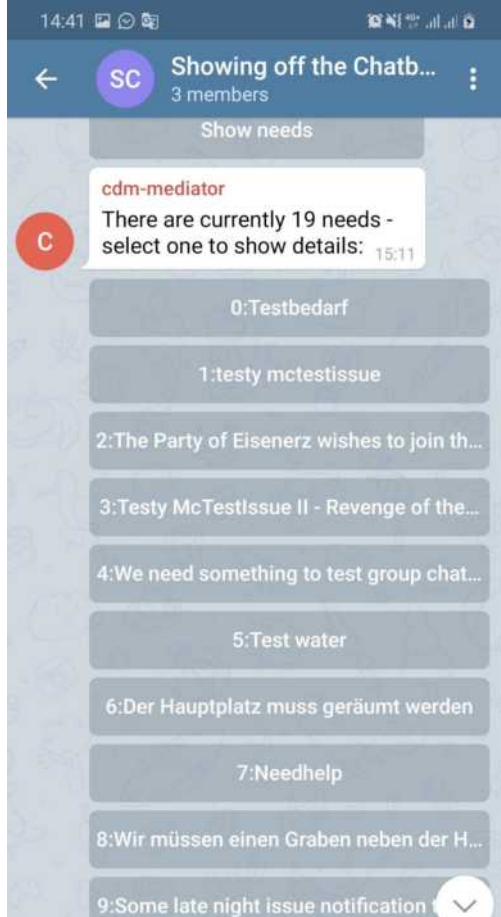 14:41
SC
Showing off the Chatb...
3 members
Show needs
cdm-mediator
C
There are currently 19 needs -
select one to show details: 15:11
0:Testbedarf
1:testy mctestissue
2:The Party of Eisenerz wishes to join th...
3:Testy McTestIssue II - Revenge of the...
4:We need something to test group chat...
5:Test water
6:Der Hauptplatz muss geräumt werden
7:Needhelp
8:Wir müssen einen Graben neben der H...
9:Some late night issue notification